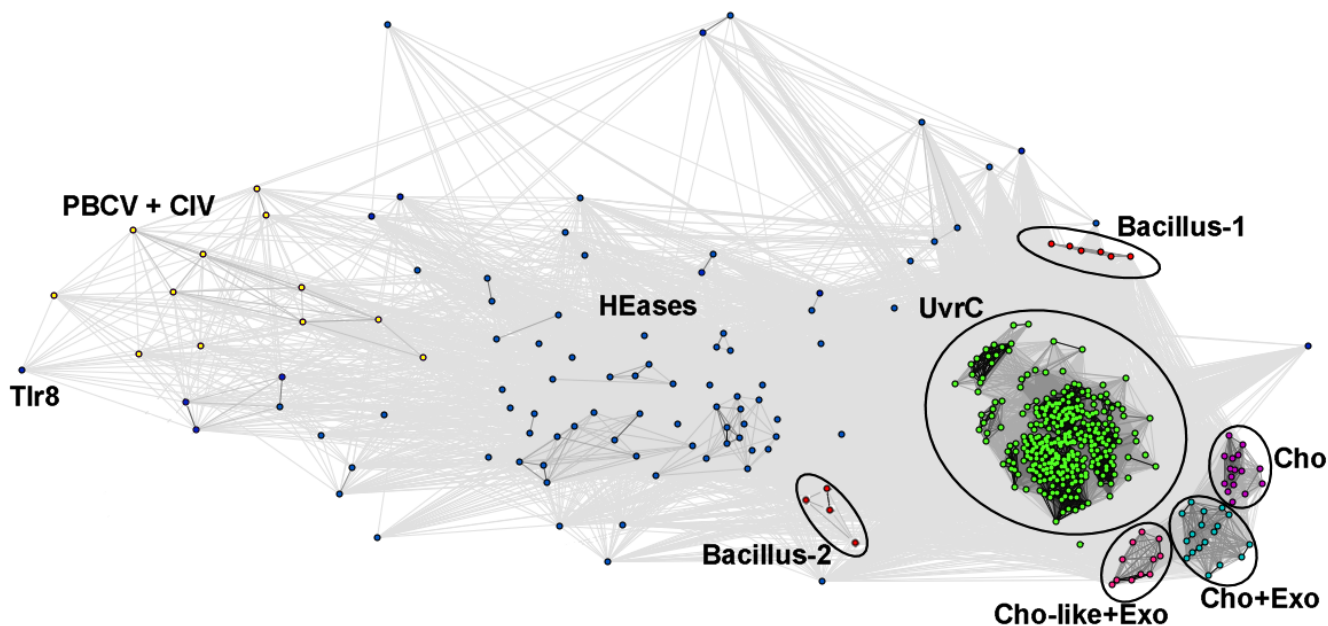 PBCV + CIV
Bacillus-1
HEases
UvrC
Tlr8
Cho
Bacillus-2
Cho+Exo
Cho-like+Exo